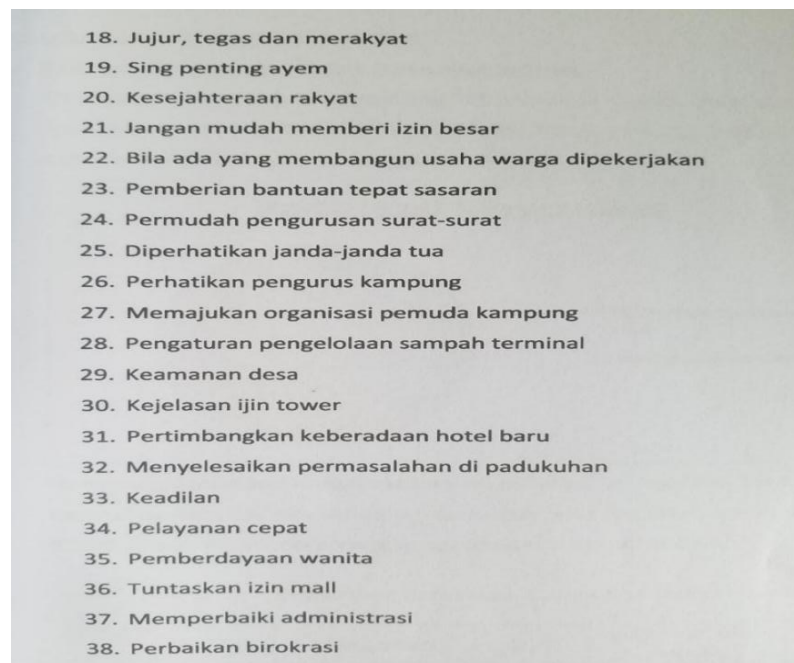 18. Jujur, tegas dan merakyat
19. Sing penting ayem
20. Kesejahteraan rakyat
21. Jangan mudah memberi izin besar
22. Bila ada yang membangun usaha warga dipekerjakan
23. Pemberian bantuan tepat sasaran
24. Permudah pengurusan surat-surat
25. Diperhatikan janda-janda tua
26. Perhatikan pengurus kampung
27. Memajukan organisasi pemuda kampung
28. Pengaturan pengelolaan sampah terminal
29. Keamanan desa
30. Kejelasan ijin tower
31. Pertimbangkan keberadaan hotel baru
32. Menyelesaikan permasalahan di padukuhan
33. Keadilan
34. Pelayanan cepat
35. Pemberdayaan wanita
36. Tuntaskan izin mall
37. Memperbaiki administrasi
38. Perbaikan birokrasi